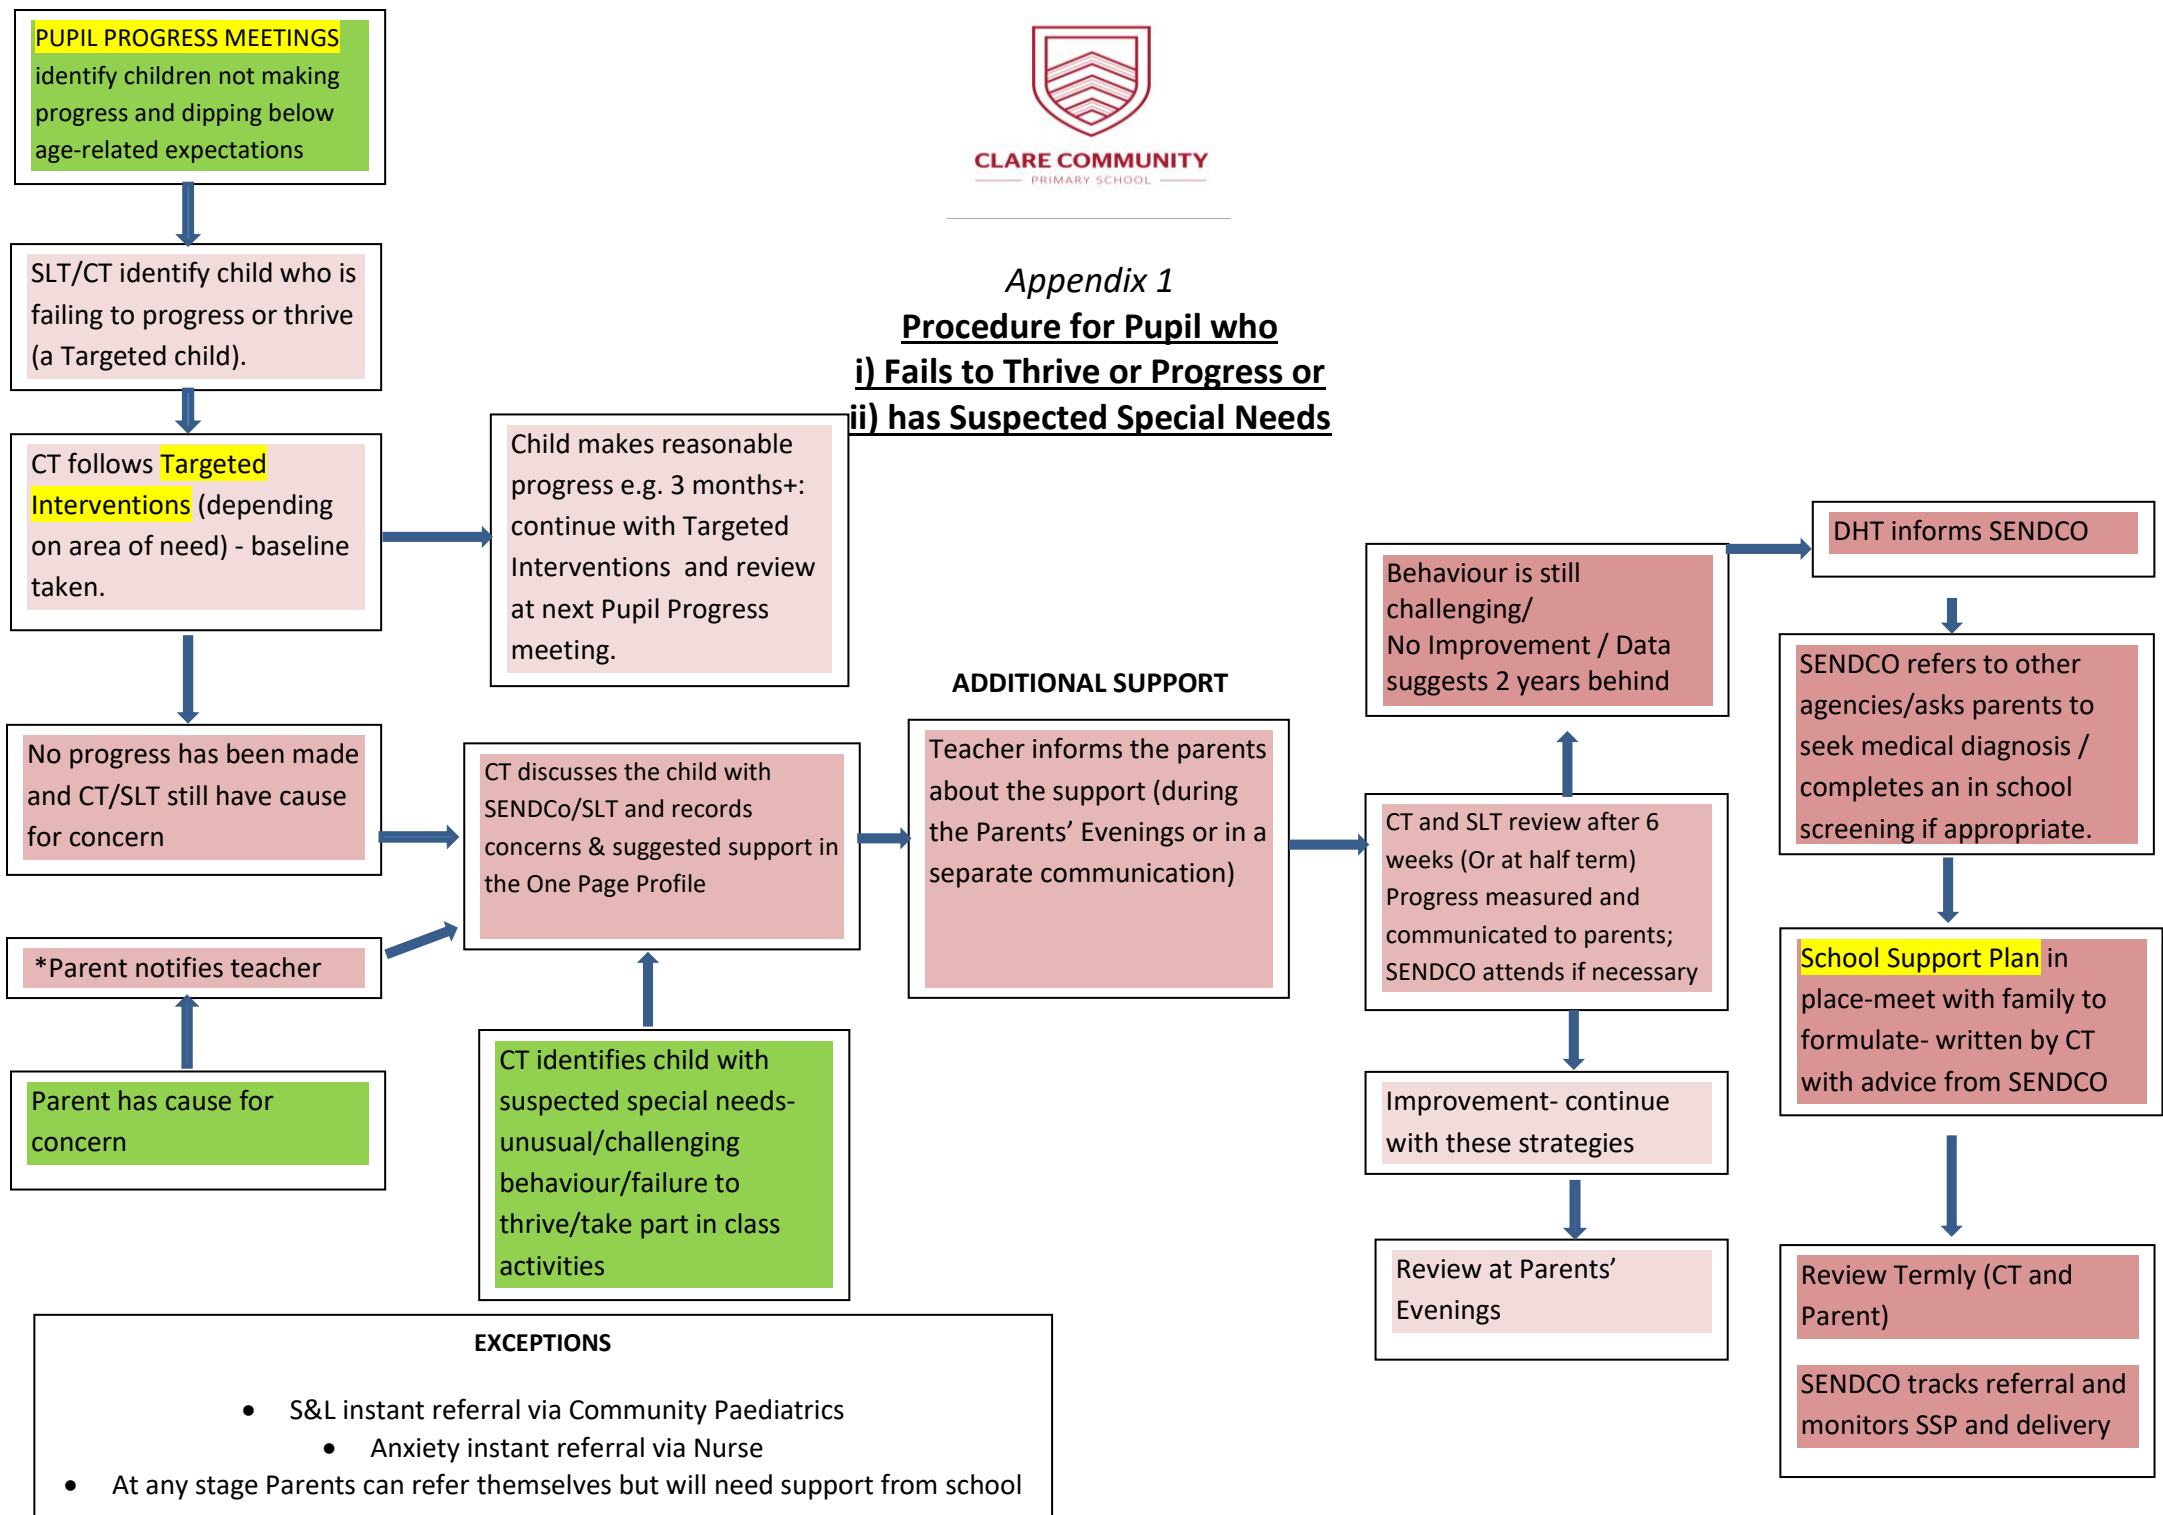 PUPIL PROGRESS MEETINGS
identify children not making
progress and dipping below
age-related expectations
CLARE COMMUNITY
PRIMARY SCHOOL
Appendix 1
Procedure for Pupil who
i) Fails to Thrive or Progress or
ii) has Suspected Special Needs
SLT/CT identify child who is
failing to progress or thrive
(a Targeted child).
CT follows Targeted
Interventions (depending
on area of need) - baseline
taken.
Child makes reasonable
progress e.g. 3 months+:
continue with Targeted
Interventions and review
at next Pupil Progress
meeting.
No progress has been made
and CT/SLT still have cause
for concern
*Parent notifies teacher
Parent has cause for
concern
CT discusses the child with
SENDCo/SLT and records
concerns & suggested support in
the One Page Profile
CT identifies child with
suspected special needs-
unusual/challenging
behaviour/failure to
thrive/take part in class
activities
ADDITIONAL SUPPORT
Teacher informs the parents
about the support (during
the Parents’ Evenings or in a
separate communication)
Behaviour is still
challenging/
No Improvement / Data
suggests 2 years behind
CT and SLT review after 6
weeks (Or at half term)
Progress measured and
communicated to parents;
SENDCO attends if necessary
Improvement- continue
with these strategies
Review at Parents’
Evenings
DHT informs SENDCO
SENDCO refers to other
agencies/asks parents to
seek medical diagnosis /
completes an in school
screening if appropriate.
School Support Plan in
place-meet with family to
formulate- written by CT
with advice from SENDCO
Review Termly (CT and
Parent)
SENDCO tracks referral and
monitors SSP and delivery
EXCEPTIONS
• S&L instant referral via Community Paediatrics
• Anxiety instant referral via Nurse
• At any stage Parents can refer themselves but will need support from school